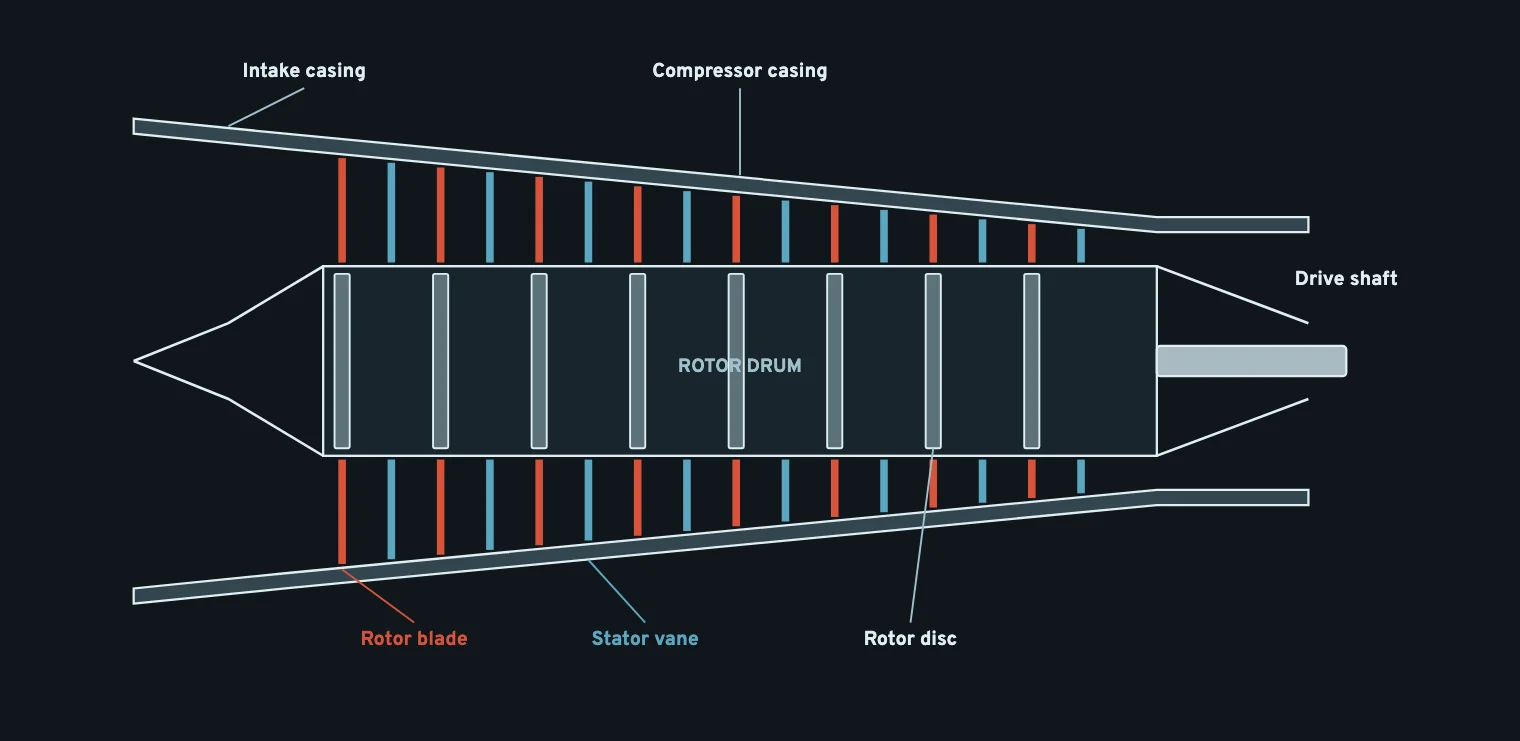 Intake casing
Compressor casing
Drive shaft
ROTOR DRUM
Rotor blade
Stator vane
Rotor disc